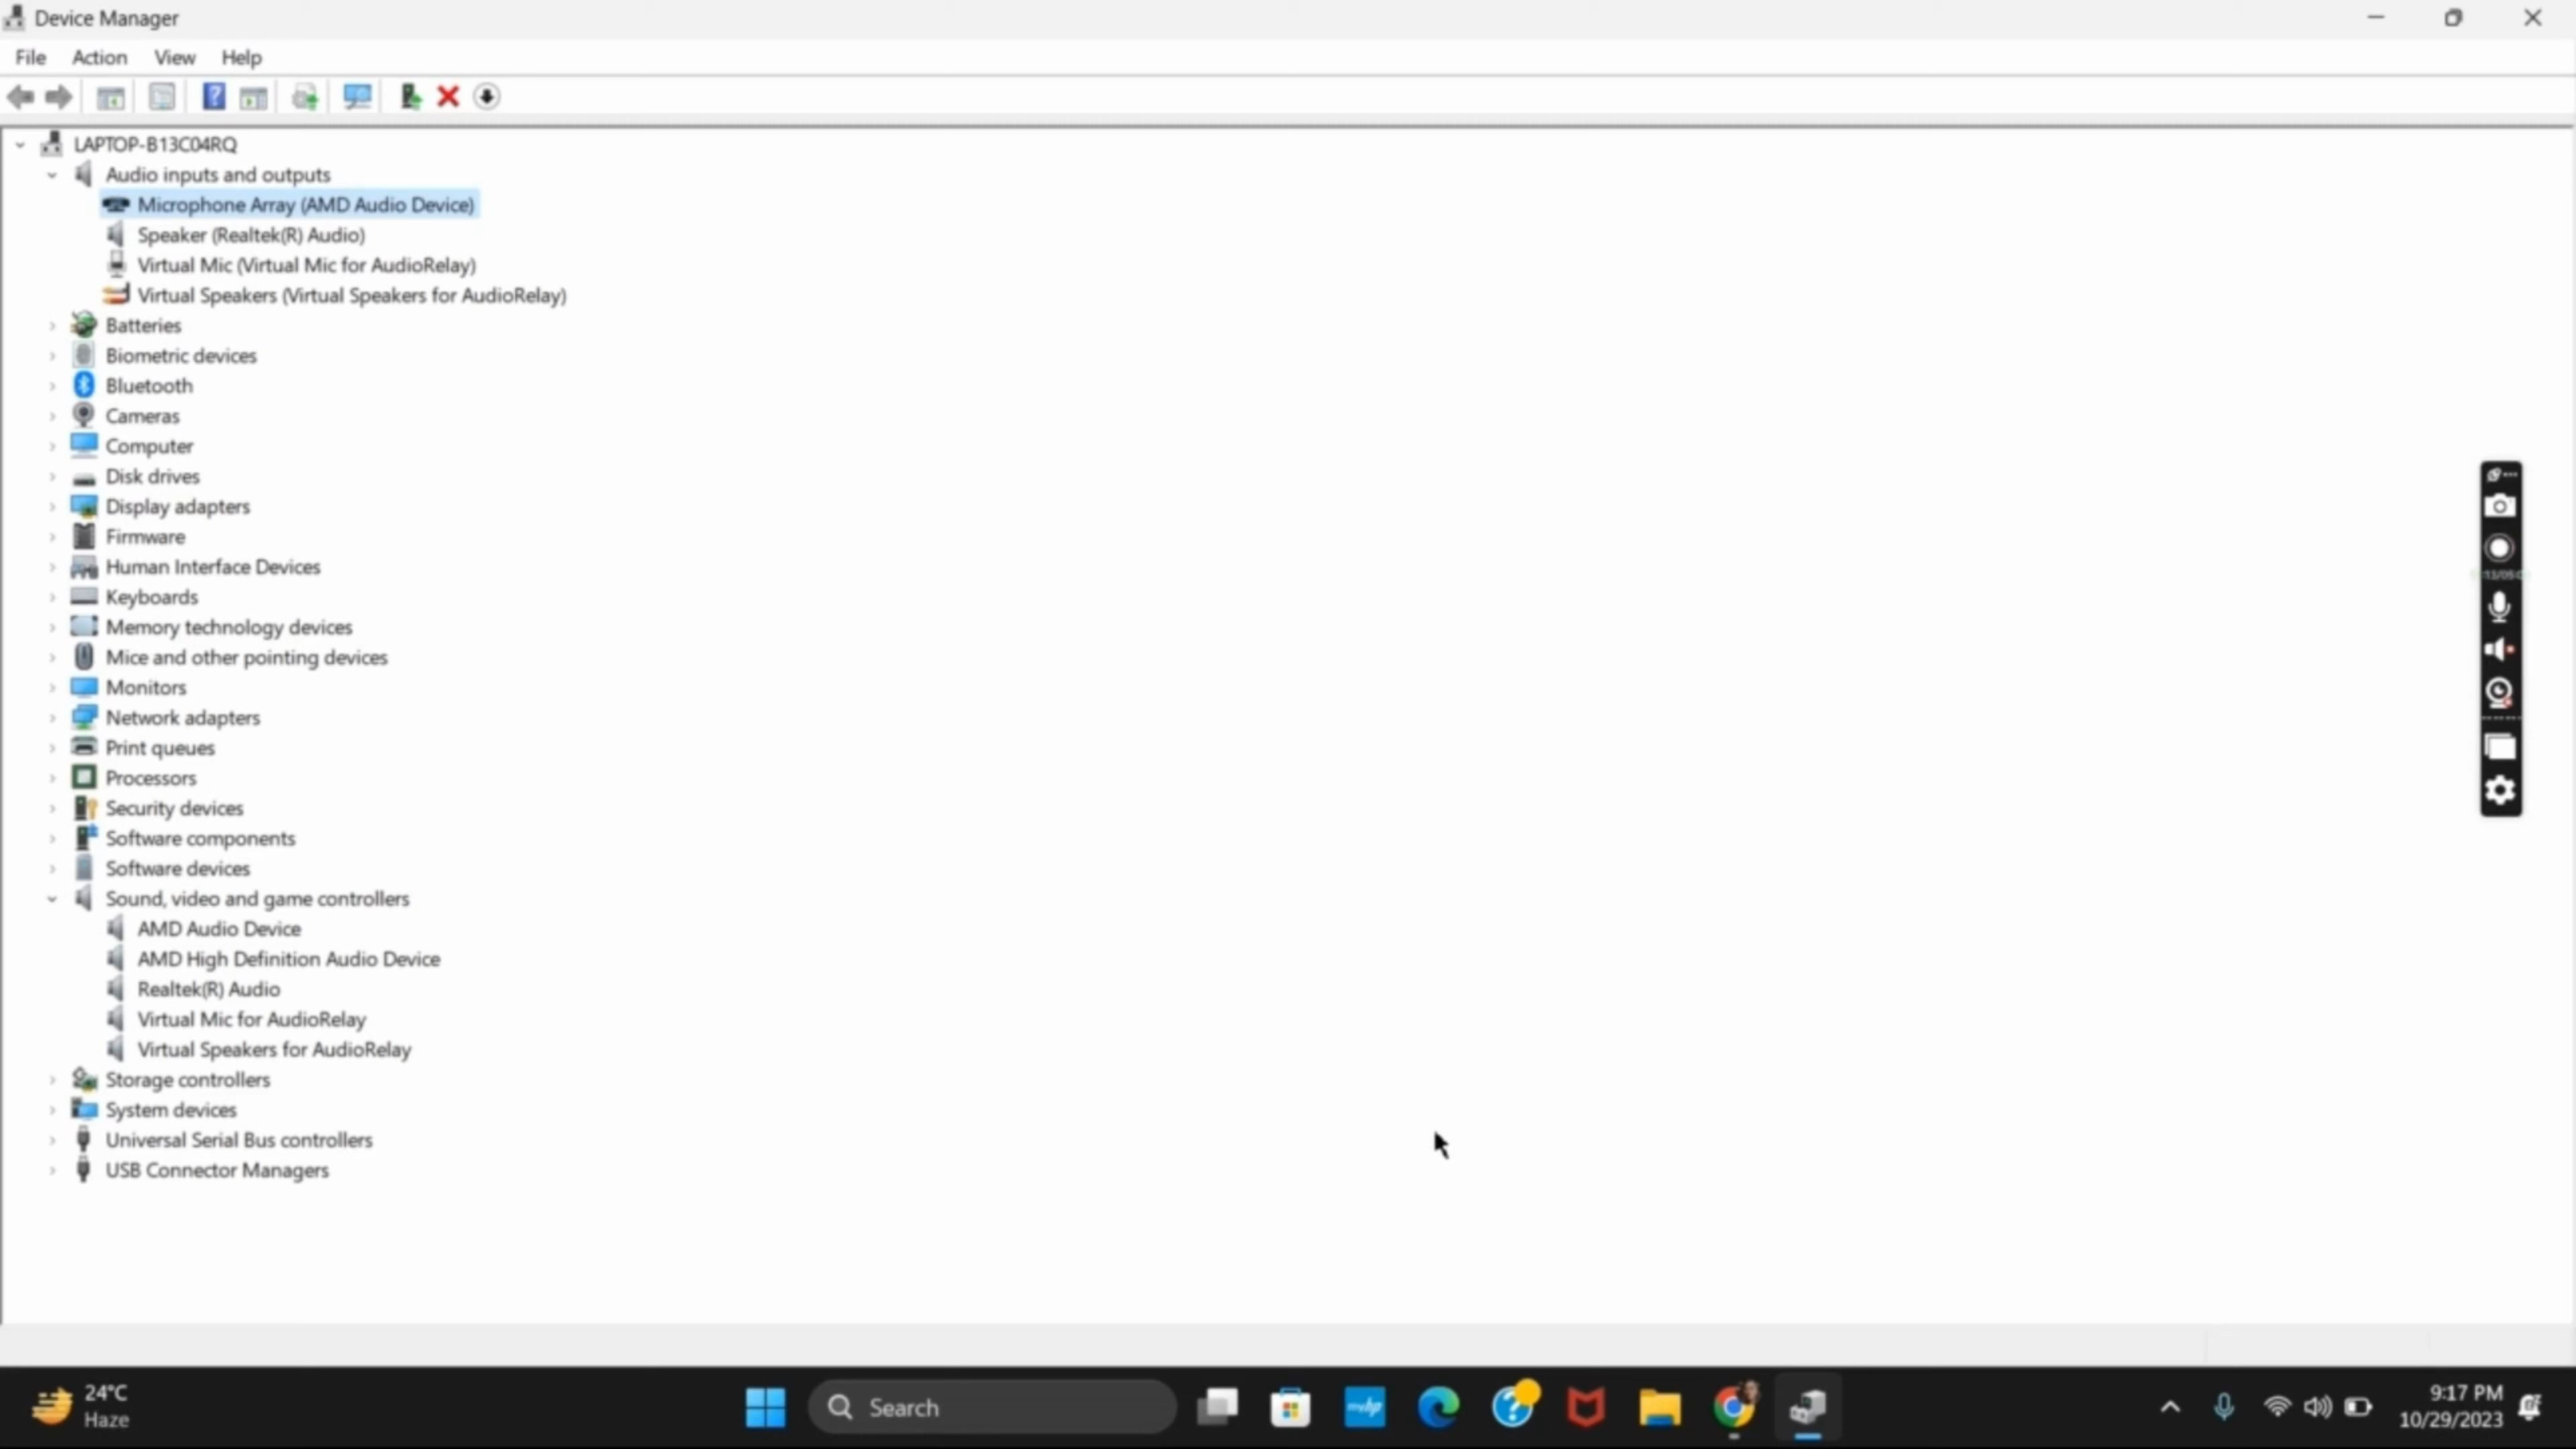 Device Manager
File Action View Help
LAPTOP-B13C04RQ
Audio inputs and outputs
Microphone Array (AMD Audio Device)
Speaker (Realtek(R) Audio)
Virtual Mic (Virtual Mic for AudioRelay)
Virtual Speakers (Virtual Speakers for AudioRelay)
Batteries
Biometric devices
Bluetooth
Cameras
Computer
Disk drives
Display adapters
Firmware
Human Interface Devices
Keyboards
Memory technology devices
Mice and other pointing devices
Monitors
Network adapters
Print queues
Processors
Security devices
Software components
Software devices
Sound, video and game controllers
AMD Audio Device
AMD High Definition Audio Device
Realtek(R) Audio
Virtual Mic for AudioRelay
Virtual Speakers for AudioRelay
Storage controllers
System devices
Universal Serial Bus controllers
USB Connector Managers
24°C
Haze
Search
myhp
9:17 PM
10/29/2023